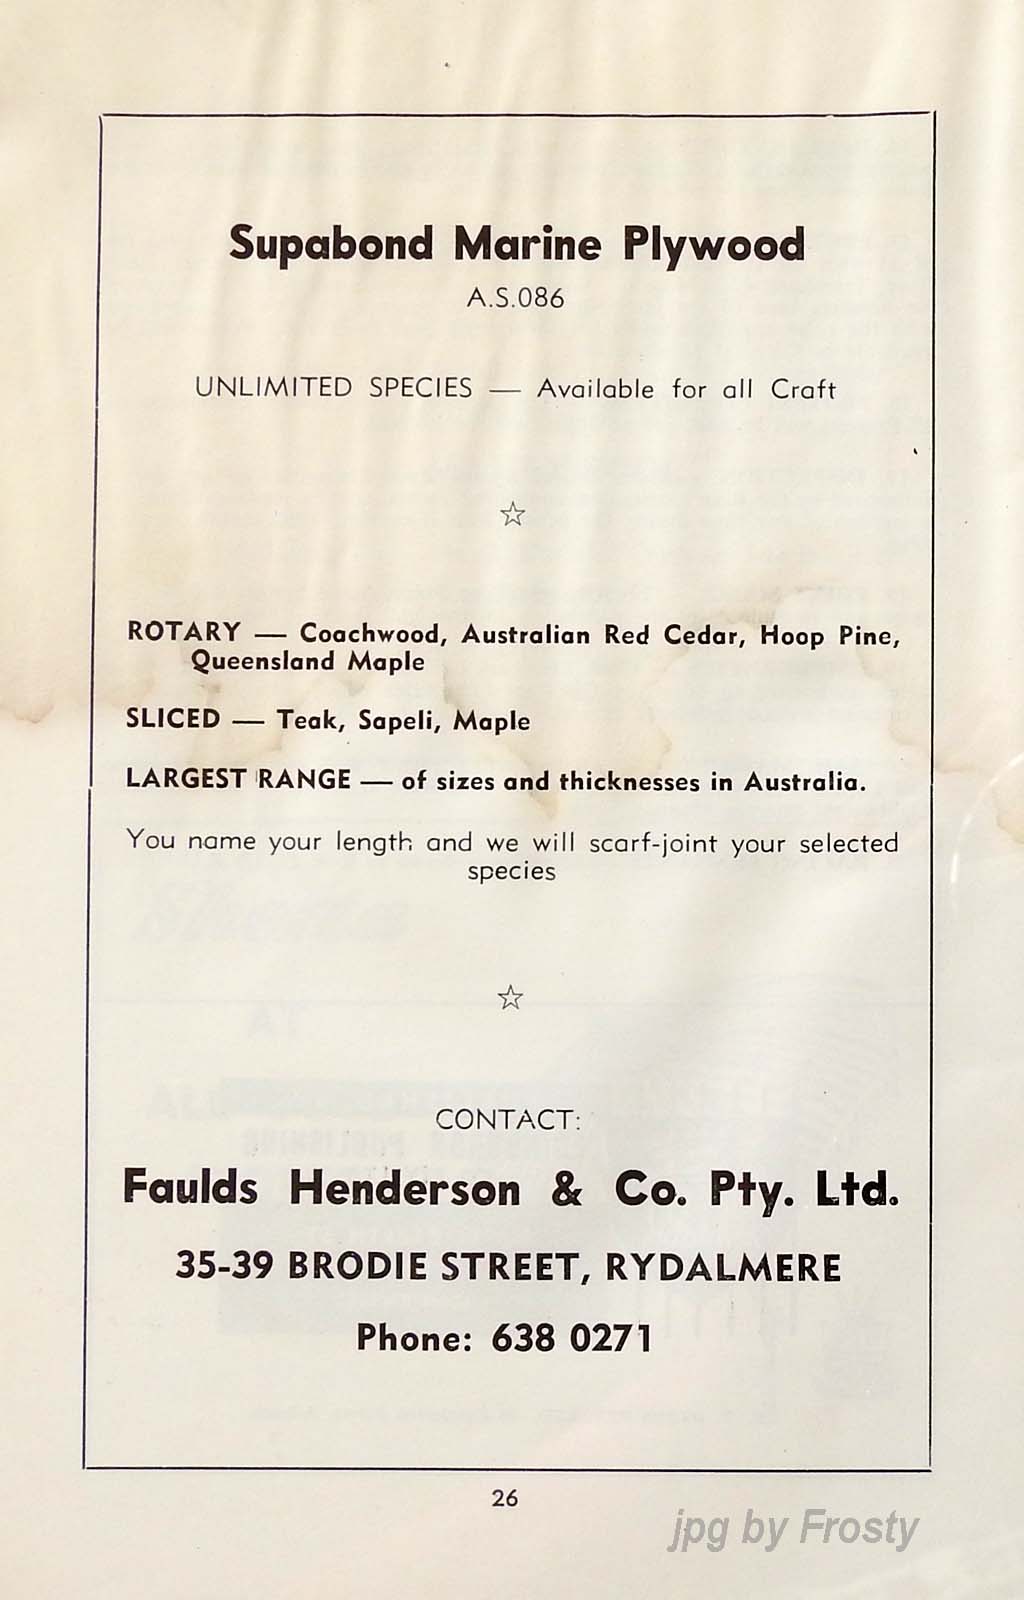 Supabond Marine Plywood
A.S.086
UNLIMITED SPECIES — Available for all Craft
☆
ROTARY — Coachwood, Australian Red Cedar, Hoop Pine,
Queensland Maple
SLICED — Teak, Sapeli, Maple
LARGEST RANGE — of sizes and thicknesses in Australia.
You name your length and we will scarf-joint your selected
species
☆
CONTACT:
Faulds Henderson & Co. Pty. Ltd.
35-39 BRODIE STREET, RYDALMERE
Phone: 638 0271
26
jpg by Frosty